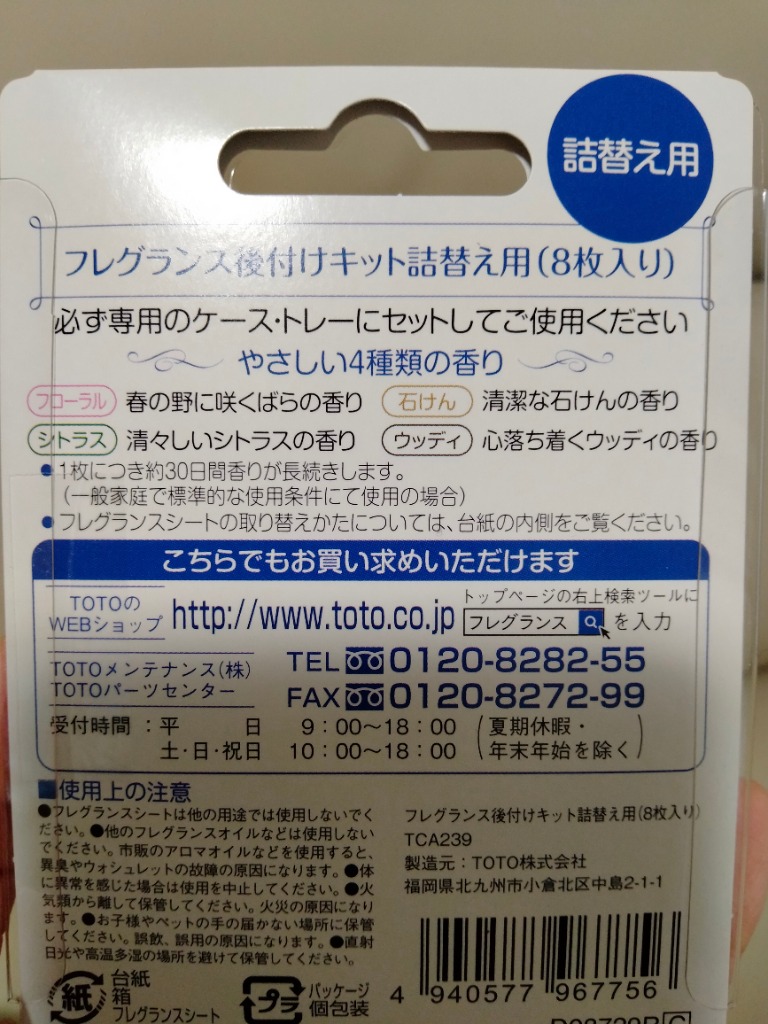 詰替え用
フレグランス後付けキット詰替え用(8枚入り)
必ず専用のケース・トレーにセットしてご使用ください
やさしい4種類の香り
フローラル 春の野に咲くばらの香り 石けん 清潔な石けんの香り
シトラス 清々しいシトラスの香り ウッディ 心落ち着くウッディの香り
●1枚につき約30日間香りが長続きします。
(一般家庭で標準的な使用条件にて使用の場合)
●フレグランスシートの取り替えかたについては、台紙の内側をご覧ください。
こちらでもお買い求めいただけます
TOTOの
WEBショップ
http://www.toto.co.jp
トップページの右上検索ツールに
フレグランス を入力
TOTOメンテナンス(株)
TOTOパーツセンター
TEL 0120-8282-55
FAX 0120-8272-99
受付時間：平 日 9：00～18：00
土・日・祝日 10：00～18：00
(夏期休暇・
年末年始を除く)
■使用上の注意
●フレグランスシートは他の用途では使用しないでく
ださい。●他のフレグランスオイルなどは使用しない
でください。市販のアロマオイルなどを使用すると、
異臭やウォシュレットの故障の原因になります。●体
に異常を感じた場合は使用を中止してください。●火
気類から離して保管してください。火災の原因になり
ます。●お子様やペットの手の届かない場所に保管
してください。誤飲、誤用の原因になります。●直射
日光や高温多湿の場所を避けて保管してください。
フレグランス後付けキット詰替え用(8枚入り)
TCA239
製造元：TOTO株式会社
福岡県北九州市小倉北区中島2-1-1
紙
台紙
箱
フレグランスシート
プラ
パッケージ
個包装
4 940577 967756